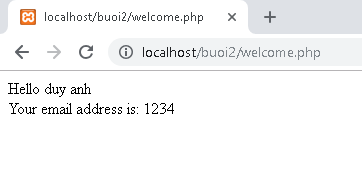 localhost/buoi2/welcome.php
localhost/buoi2/welcome.php
Hello duy anh
Your email address is: 1234